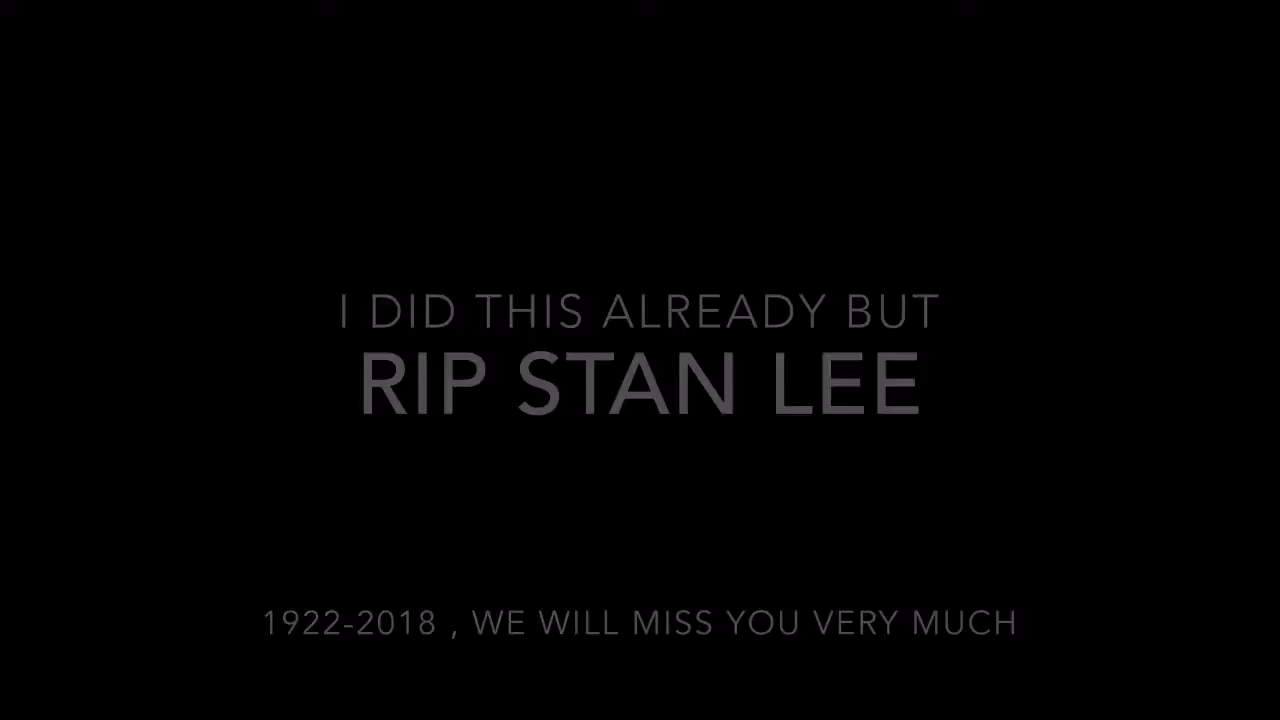 I DID THIS ALREADY BUT
RIP STAN LEE
1922-2018 , WE WILL MISS YOU VERY MUCH